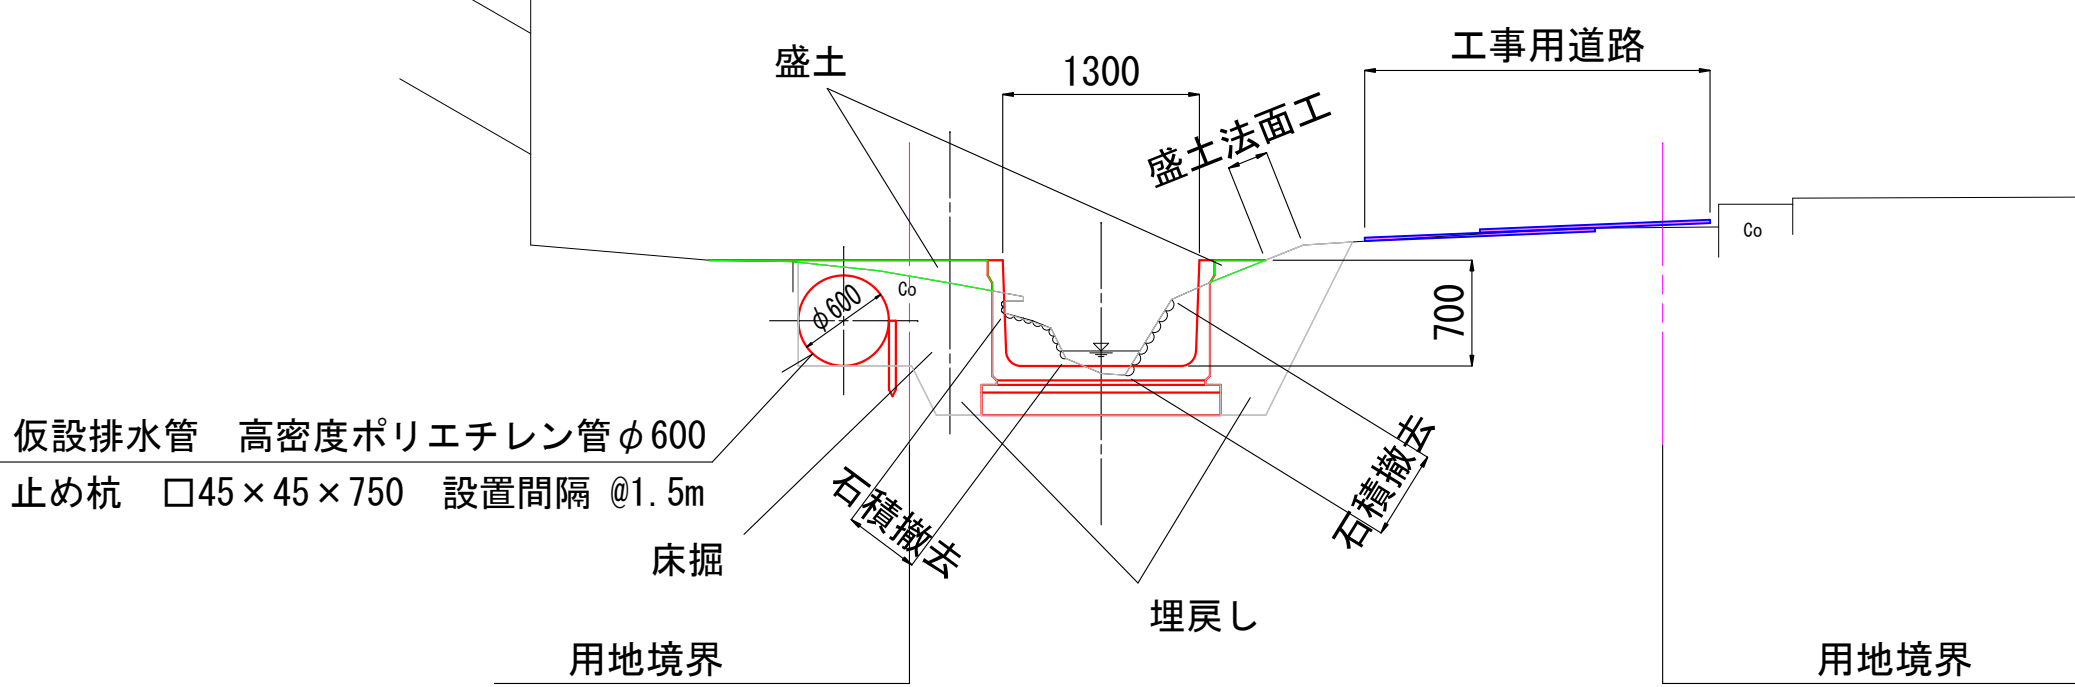 工事用道路
盛土
1300
盛土法面工
Co
Co
φ600
700
仮設排水管　高密度ポリエチレン管φ600
止め杭　□45×45×750　設置間隔 @1.5m
石積撤去
石積撤去
床掘
埋戻し
用地境界
用地境界